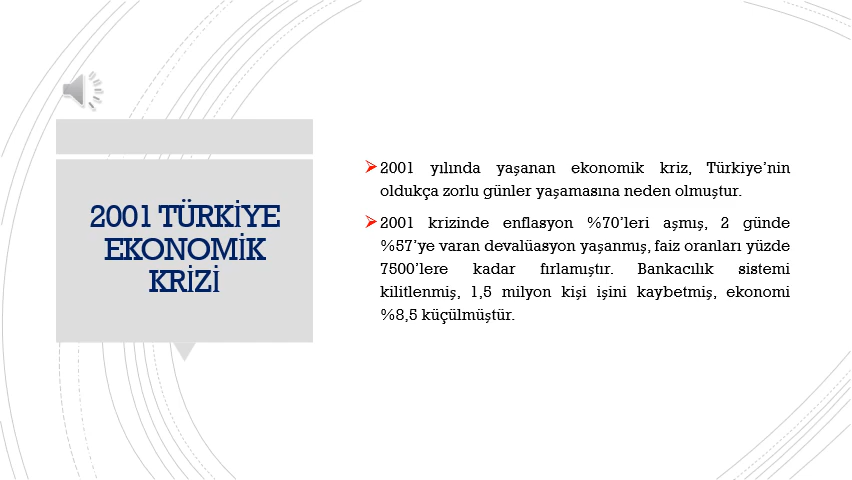 2001 TÜRKİYE
EKONOMİK
KRİZİ
2001 yılında yaşanan ekonomik kriz, Türkiye’nin
oldukça zorlu günler yaşamasına neden olmuştur.
2001 krizinde enflasyon %70’leri aşmış, 2 günde
%57’ye varan devalüasyon yaşanmış, faiz oranları yüzde
7500’lere kadar fırlamıştır. Bankacılık sistemi
kilitlenmiş, 1,5 milyon kişi işini kaybetmiş, ekonomi
%8,5 küçülmüştür.